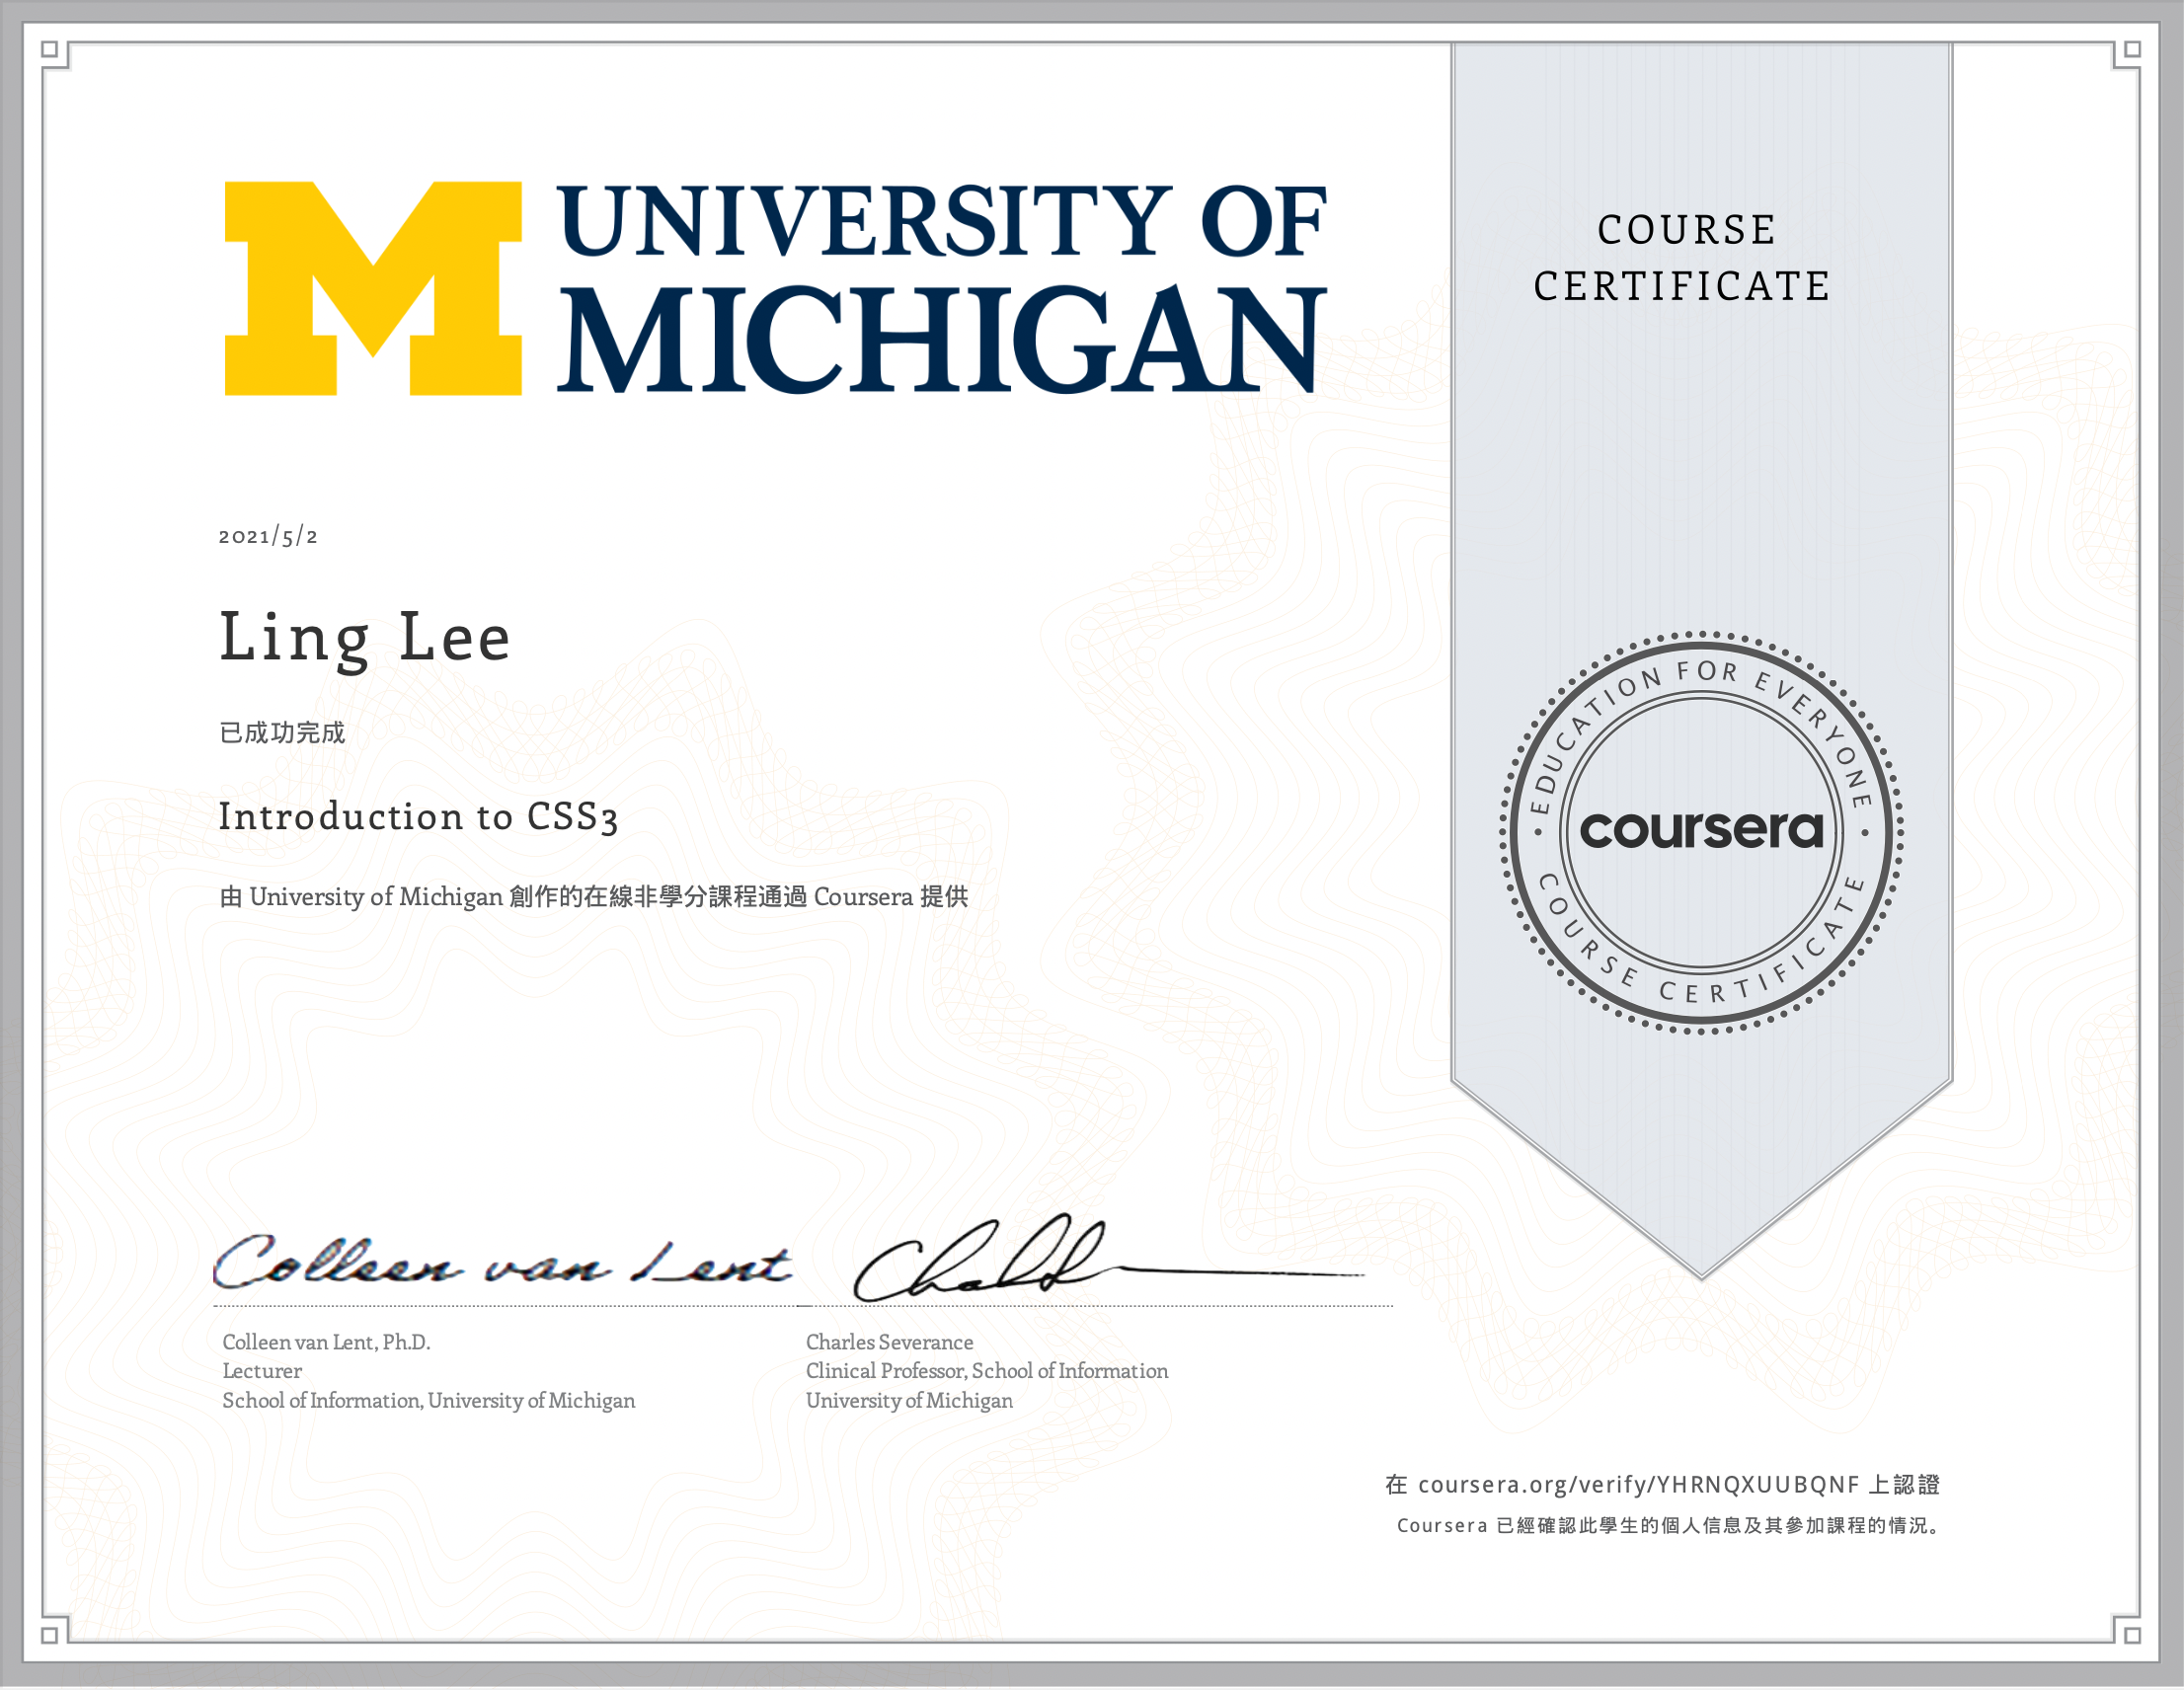 UNIVERSITY OF
MICHIGAN
COURSE
CERTIFICATE
2021/5/2
Ling Lee
已成功完成
Introduction to CSS3
由 University of Michigan 創作的在線非學分課程通過 Coursera 提供
EDUCATION FOR EVERYONE
coursera
COURSE CERTIFICATE
Colleen van Lent
Colleen van Lent, Ph.D.
Lecturer
School of Information, University of Michigan
Charles Severance
Clinical Professor, School of Information
University of Michigan
在 coursera.org/verify/YHRNQXUUBQNF 上認證
Coursera 已經確認此學生的個人信息及其參加課程的情況。